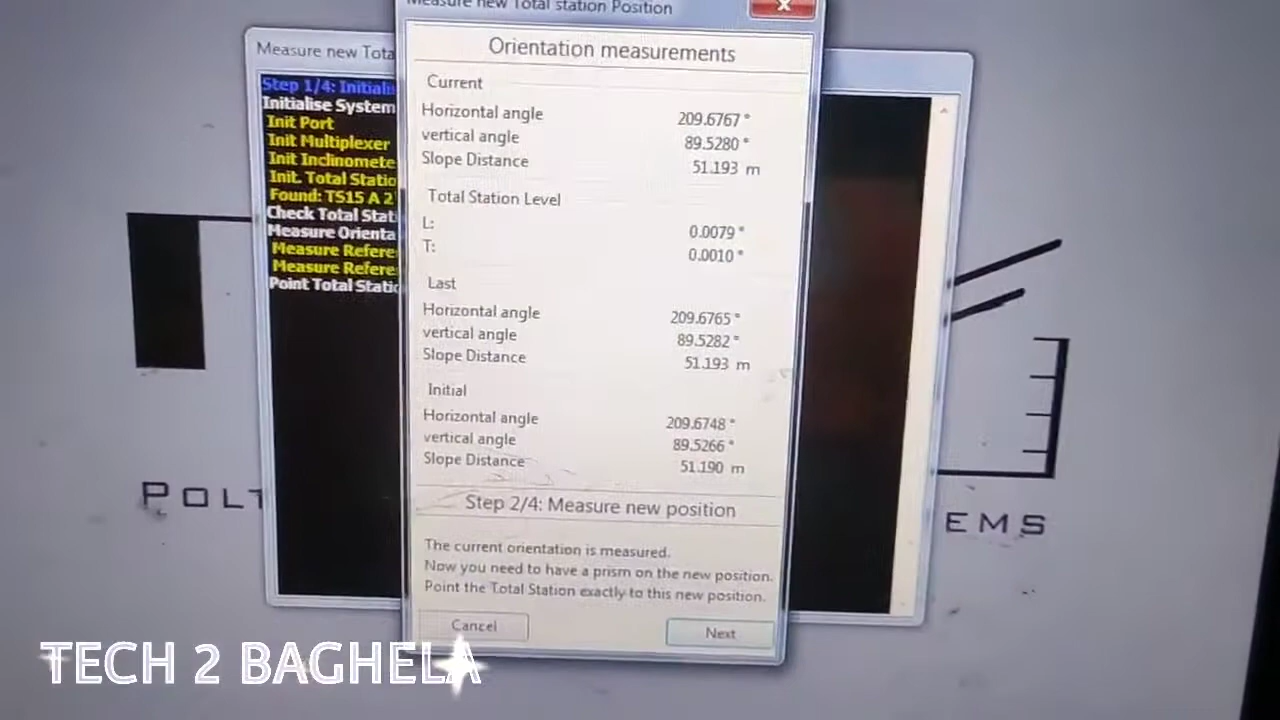 Measure new Total station Position
Orientation measurements
Current
Horizontal angle 209.6767 °
vertical angle 89.5280 °
Slope Distance 51.193 m
Total Station Level
L: 0.0079 °
T: 0.0010 °
Last
Horizontal angle 209.6765 °
vertical angle 89.5282 °
Slope Distance 51.193 m
Initial
Horizontal angle 209.6748 °
vertical angle 89.5266 °
Slope Distance 51.190 m
Step 2/4: Measure new position
The current orientation is measured.
Now you need to have a prism on the new position.
Point the Total Station exactly to this new position.
Cancel Next
Measure new Tota
Step 1/4: Initiali
Initialise System
Init Port
Init Multiplexer
Init Inclinomete
Init. Total Statio
Found: TS15 A 2
Check Total Stat
Measure Orienta
Measure Refere
Measure Refere
Point Total Static
POLT EMS
TECH 2 BAGHELA